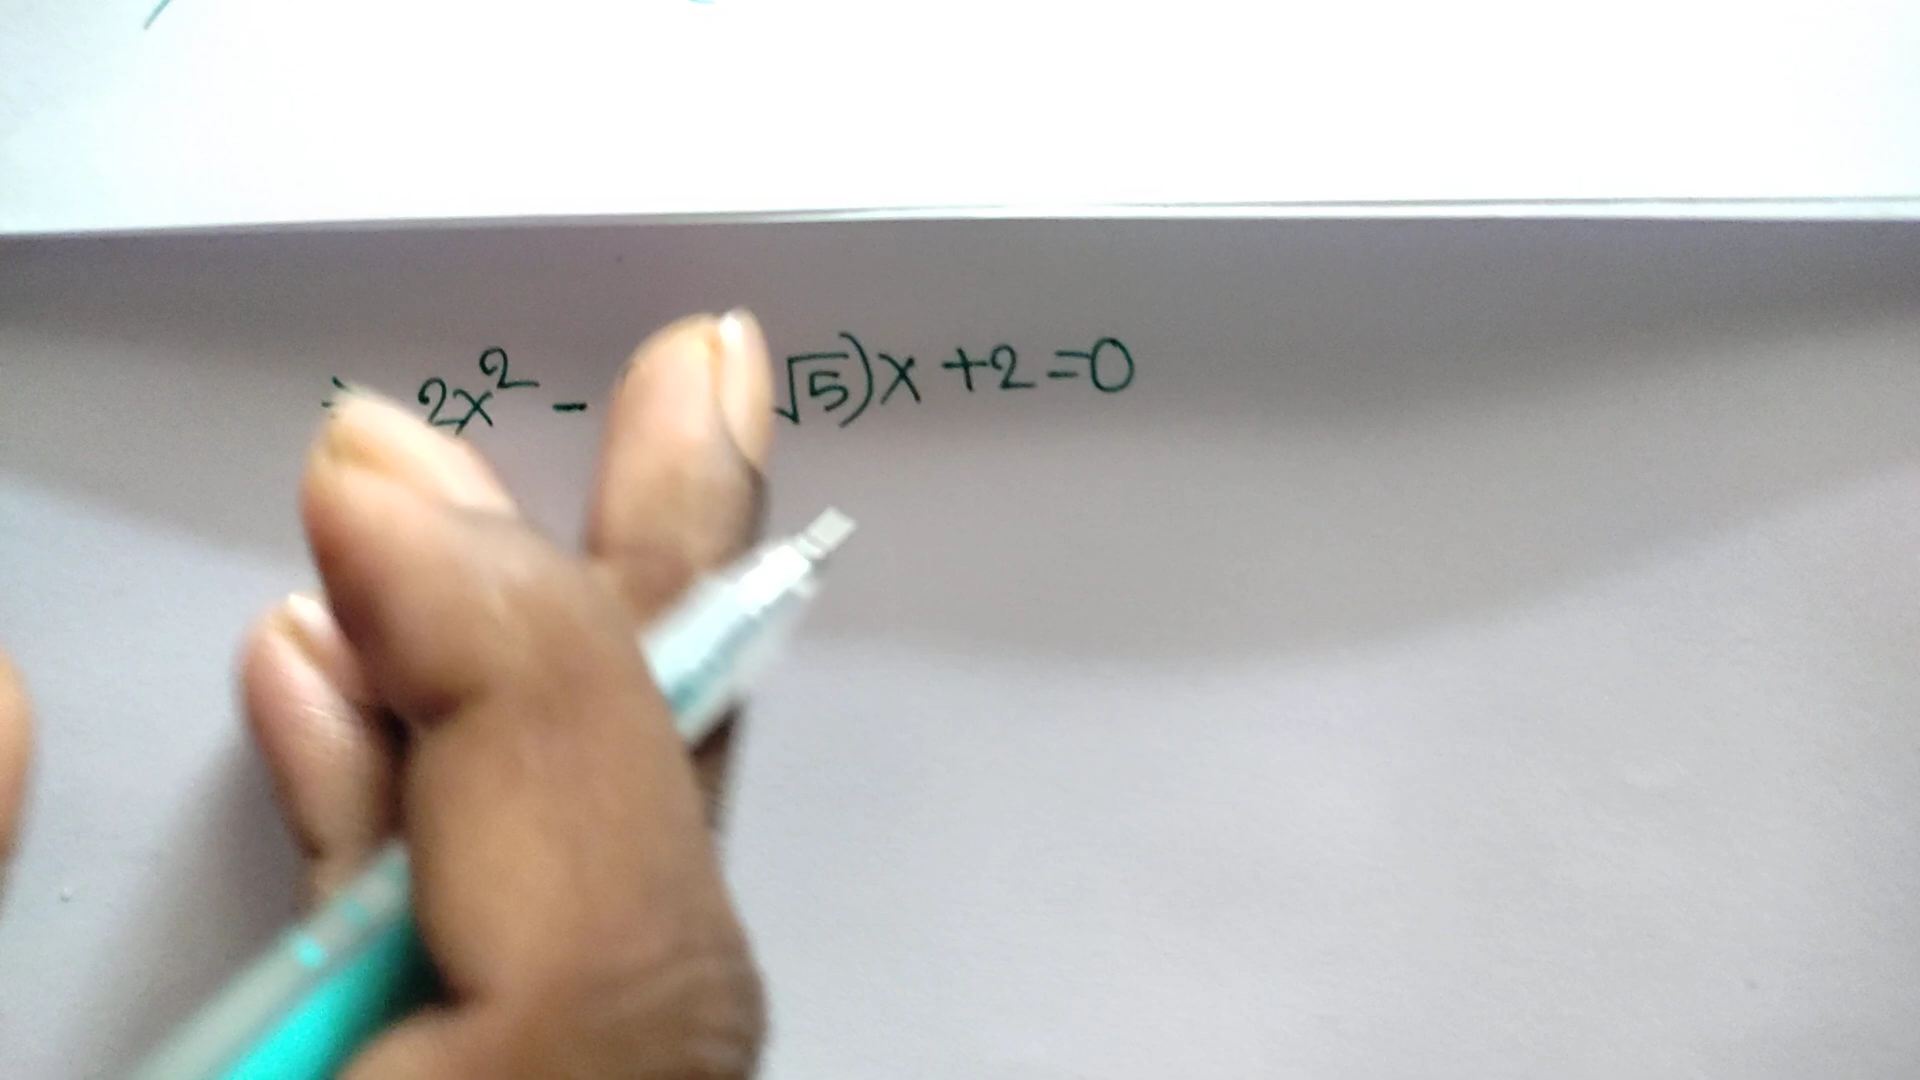 2x² - √5)x + 2 = 0